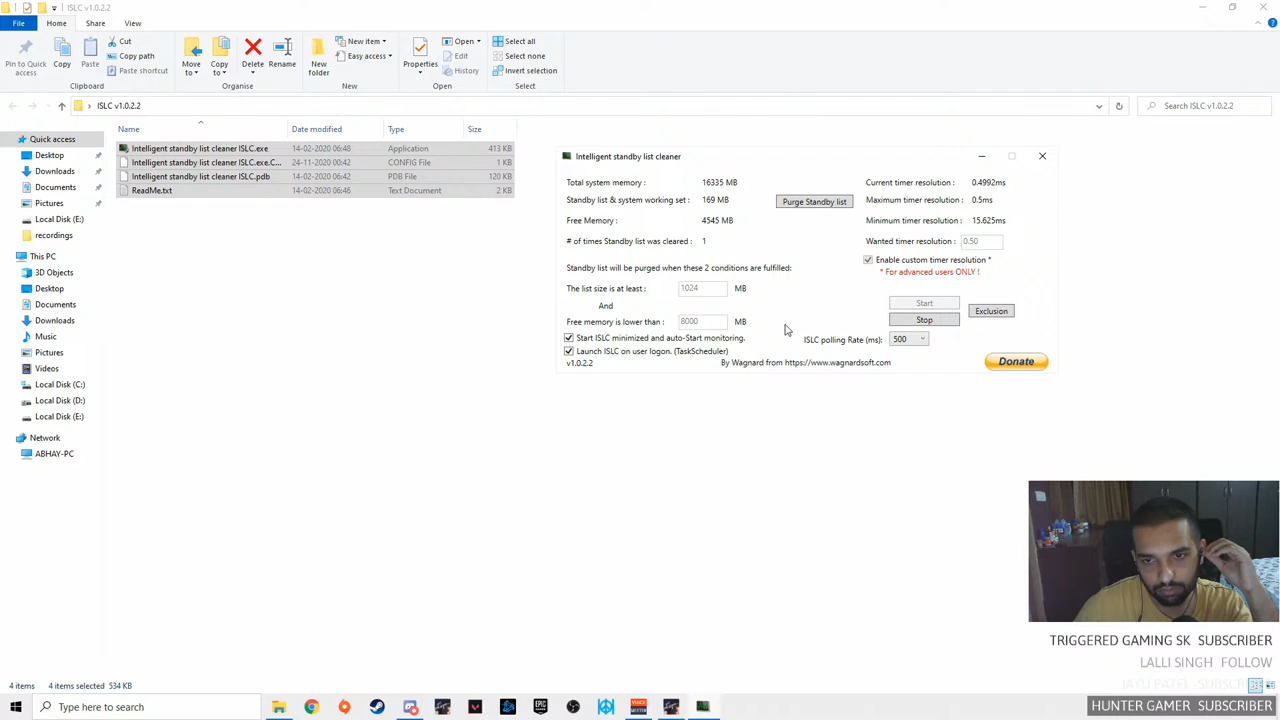 ISLC v1.0.2.2
File
Home
Share
View
Pin to Quick access
Copy
Paste
Cut
Copy path
Paste shortcut
Clipboard
Move to
Copy to
Delete
Rename
Organise
New folder
New item
Easy access
New
Properties
Open
Edit
History
Open
Select all
Select none
Invert selection
Select
ISLC v1.0.2.2
Search ISLC v1.0.2.2
Name Date modified Type Size
Intelligent standby list cleaner ISLC.exe 14-02-2020 06:48 Application 413 KB
Intelligent standby list cleaner ISLC.exe.C... 24-11-2020 00:42 CONFIG File 1 KB
Intelligent standby list cleaner ISLC.pdb 14-02-2020 06:42 PDB File 120 KB
ReadMe.txt 14-02-2020 06:46 Text Document 2 KB
Quick access
Desktop
Downloads
Documents
Pictures
Local Disk (E:)
recordings
This PC
3D Objects
Desktop
Documents
Downloads
Music
Pictures
Videos
Local Disk (C:)
Local Disk (D:)
Local Disk (E:)
Network
ABHAY-PC
Intelligent standby list cleaner
Total system memory : 16335 MB
Standby list & system working set : 169 MB
Purge Standby list
Free Memory : 4545 MB
# of times Standby list was cleared : 1
Standby list will be purged when these 2 conditions are fulfilled:
The list size is at least : 1024 MB
And
Free memory is lower than : 8000 MB
Start ISLC minimized and auto-Start monitoring.
Launch ISLC on user logon. (TaskScheduler)
v1.0.2.2
By Wagnard from https://www.wagnardsoft.com
Current timer resolution : 0.4992ms
Maximum timer resolution : 0.5ms
Minimum timer resolution : 15.625ms
Wanted timer resolution : 0.50
Enable custom timer resolution *
* For advanced users ONLY !
Start
Stop
Exclusion
ISLC polling Rate (ms): 500
Donate
TRIGGERED GAMING SK SUBSCRIBER
LALLI SINGH FOLLOW
JAYU PATEL SUBSCRIBER
HUNTER GAMER SUBSCRIBER
4 items 4 items selected 534 KB
Type here to search
EPIC GAMES